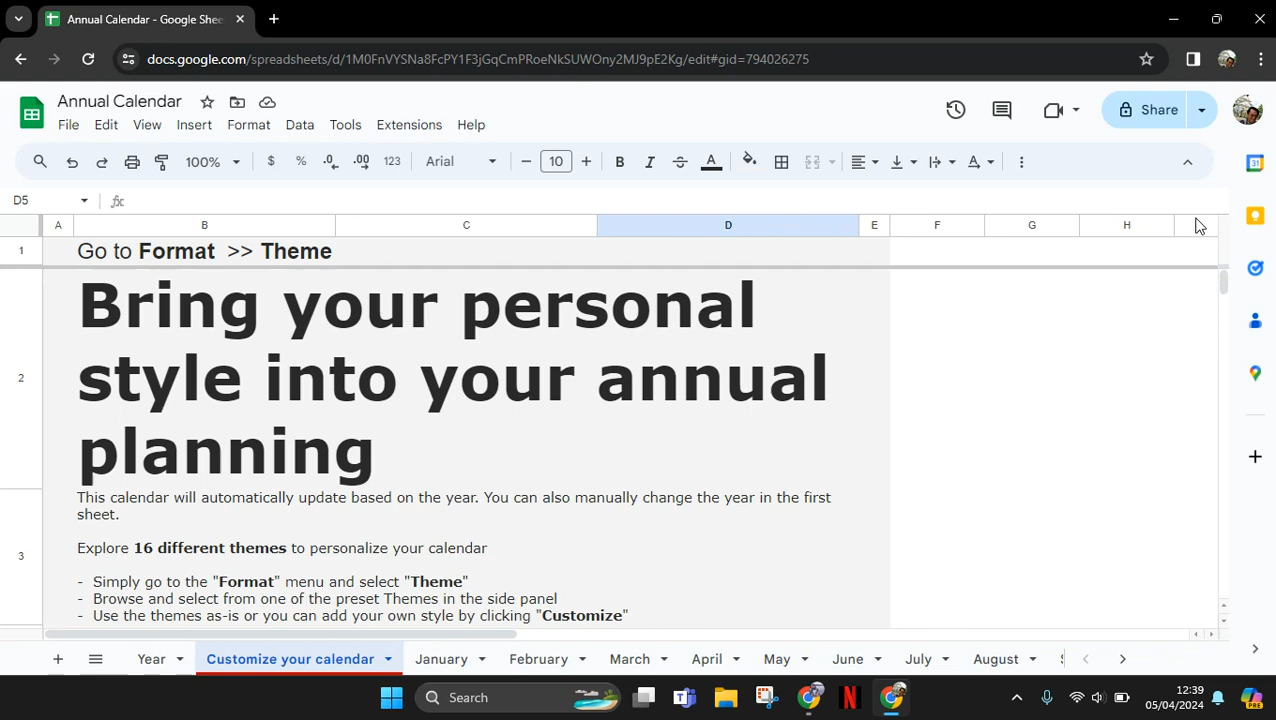 Annual Calendar - Google Shee
docs.google.com/spreadsheets/d/1M0FnVYSNa8FcPY1F3jGqCmPRoeNkSUWOny2MJ9pE2Kg/edit#gid=794026275
Annual Calendar
Share
File Edit View Insert Format Data Tools Extensions Help
100% $ % .0 .00 123 Arial 10 B I A
D5 fx
A B C D E F G H
1 Go to Format >> Theme
Bring your personal
2 style into your annual
planning
This calendar will automatically update based on the year. You can also manually change the year in the first
sheet.
3 Explore 16 different themes to personalize your calendar
- Simply go to the "Format" menu and select "Theme"
- Browse and select from one of the preset Themes in the side panel
- Use the themes as-is or you can add your own style by clicking "Customize"
Year Customize your calendar January February March April May June July August S
Search
12:39
05/04/2024